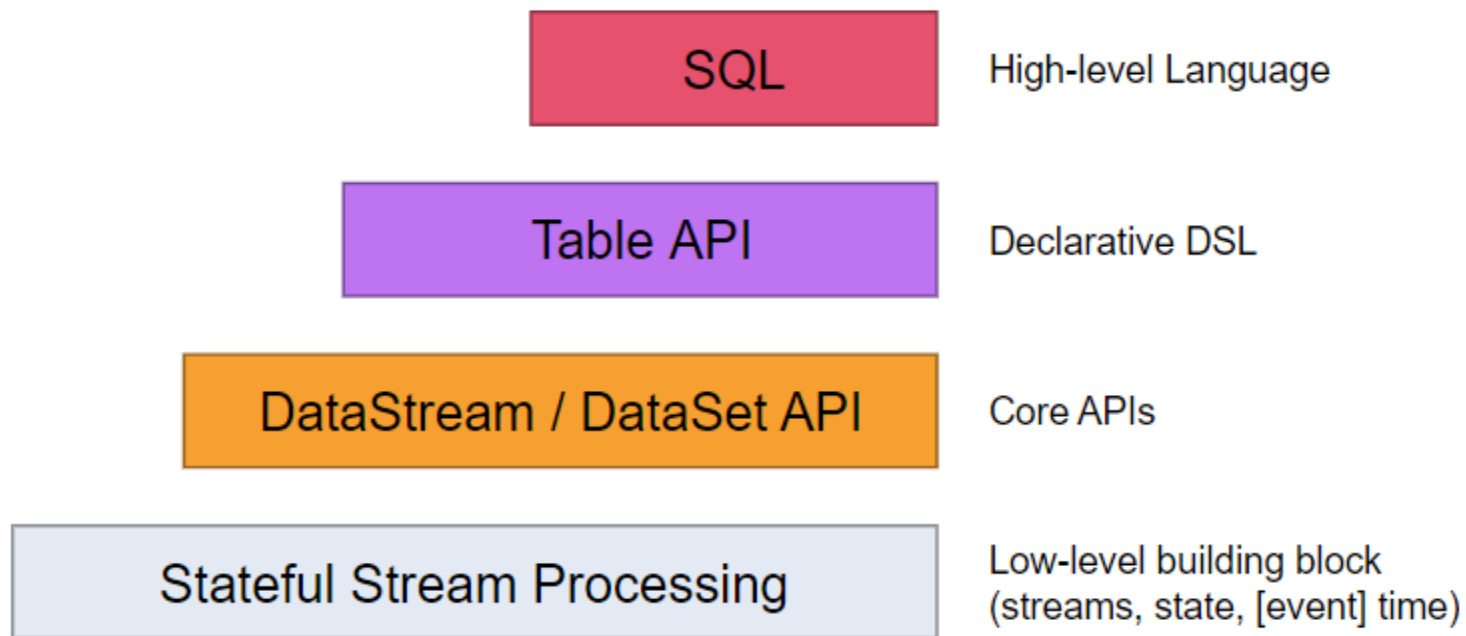 SQL
High-level Language
Table API
Declarative DSL
DataStream / DataSet API
Core APIs
Stateful Stream Processing
Low-level building block
(streams, state, [event] time)